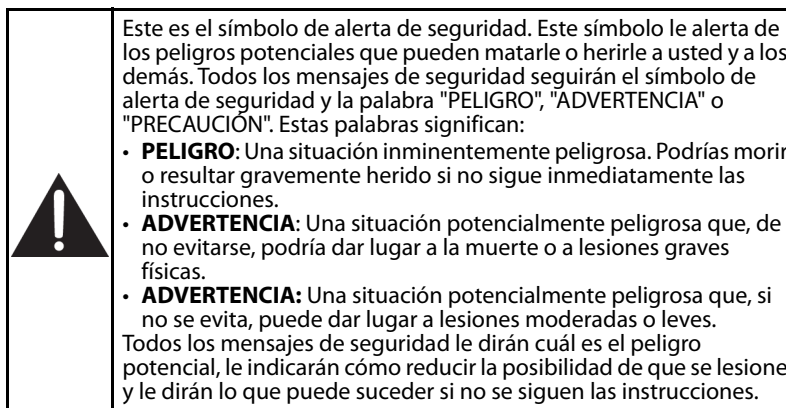 Este es el símbolo de alerta de seguridad. Este símbolo le alerta de
los peligros potenciales que pueden matarle o herirle a usted y a los
demás. Todos los mensajes de seguridad seguirán el símbolo de
alerta de seguridad y la palabra "PELIGRO", "ADVERTENCIA" o
"PRECAUCIÓN". Estas palabras significan:
• PELIGRO: Una situación inminentemente peligrosa. Podrías morir
o resultar gravemente herido si no sigue inmediatamente las
instrucciones.
• ADVERTENCIA: Una situación potencialmente peligrosa que, de
no evitarse, podría dar lugar a la muerte o a lesiones graves
físicas.
• ADVERTENCIA: Una situación potencialmente peligrosa que, si
no se evita, puede dar lugar a lesiones moderadas o leves.
Todos los mensajes de seguridad le dirán cuál es el peligro
potencial, le indicarán cómo reducir la posibilidad de que se lesione
y le dirán lo que puede suceder si no se siguen las instrucciones.